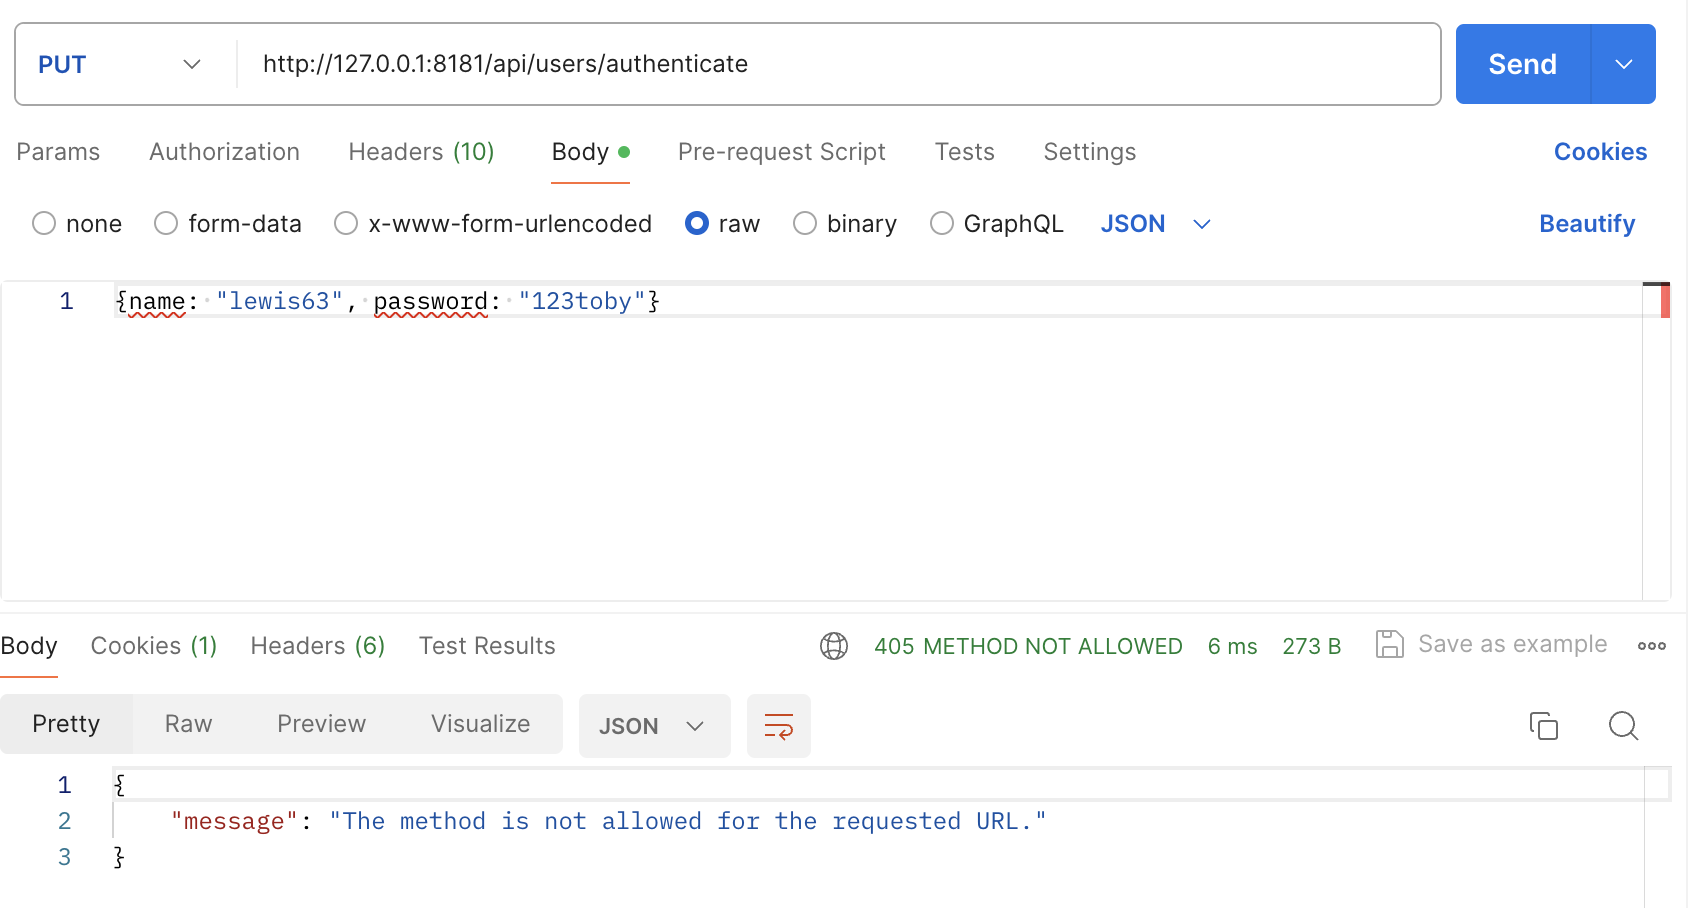 PUT http://127.0.0.1:8181/api/users/authenticate Send
Params Authorization Headers (10) Body Pre-request Script Tests Settings Cookies
none form-data x-www-form-urlencoded raw binary GraphQL JSON Beautify
1 {name: "lewis63", password: "123toby"}
Body Cookies (1) Headers (6) Test Results 405 METHOD NOT ALLOWED 6 ms 273 B Save as example
Pretty Raw Preview Visualize JSON
1 {
2 "message": "The method is not allowed for the requested URL."
3 }